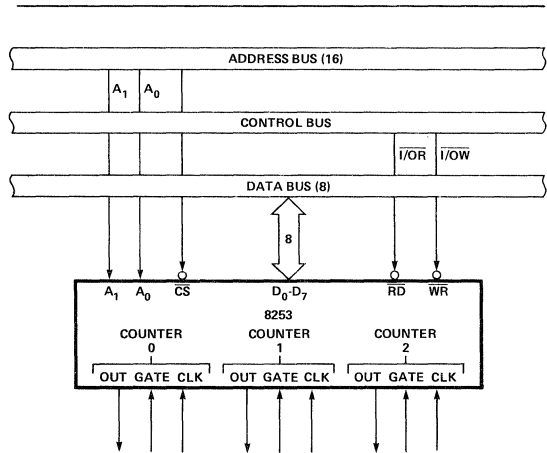 ADDRESS BUS (16)
A1 A0
CONTROL BUS
I/OR I/OW
DATA BUS (8)
8
A1 A0 CS D0-D7 RD WR
8253
COUNTER COUNTER COUNTER
0 1 2
OUT GATE CLK OUT GATE CLK OUT GATE CLK